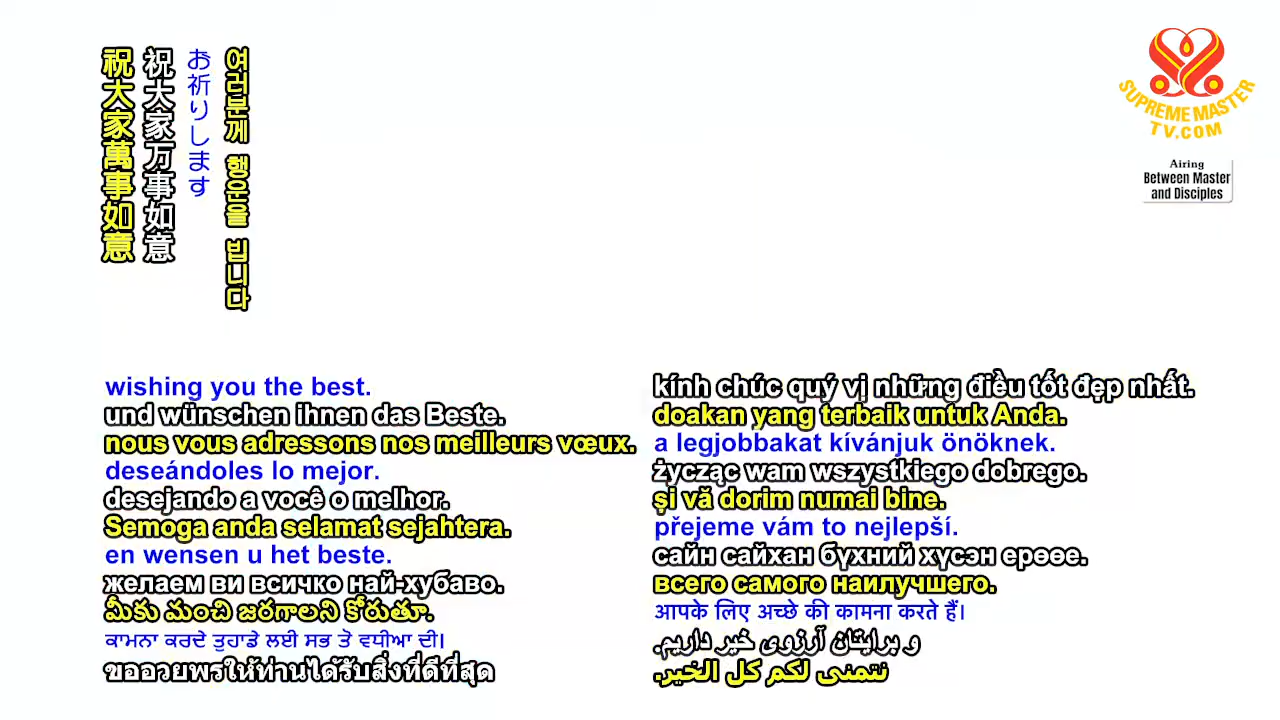 祝大家萬事如意
祝大家万事如意
お祈りします
여러분께 행운을 빕니다
SUPREME MASTER
TV.COM
Airing
Between Master
and Disciples
wishing you the best.
und wünschen ihnen das Beste.
nous vous adressons nos meilleurs vœux.
deseándoles lo mejor.
desejando a você o melhor.
Semoga anda selamat sejahtera.
en wensen u het beste.
желаем ви всичко най-хубаво.
మీకు మంచి జరగాలని కోరుతూ.
ਕਾਮਨਾ ਕਰਦੇ ਤੁਹਾਡੇ ਲਈ ਸਭ ਤੋ ਵਧੀਆ ਦੀ।
ขออวยพรให้ท่านได้รับสิ่งที่ดีที่สุด
kính chúc quý vị những điều tốt đẹp nhất.
doakan yang terbaik untuk Anda.
a legjobbakat kívánjuk önöknek.
życząc wam wszystkiego dobrego.
și vă dorim numai bine.
přejeme vám to nejlepší.
сайн сайхан бүхний хүсэн ерөөе.
всего самого наилучшего.
आपके लिए अच्छे की कामना करते हैं।
و برایتان آرزوی خیر داریم.
نتمنى لكم كل الخير.